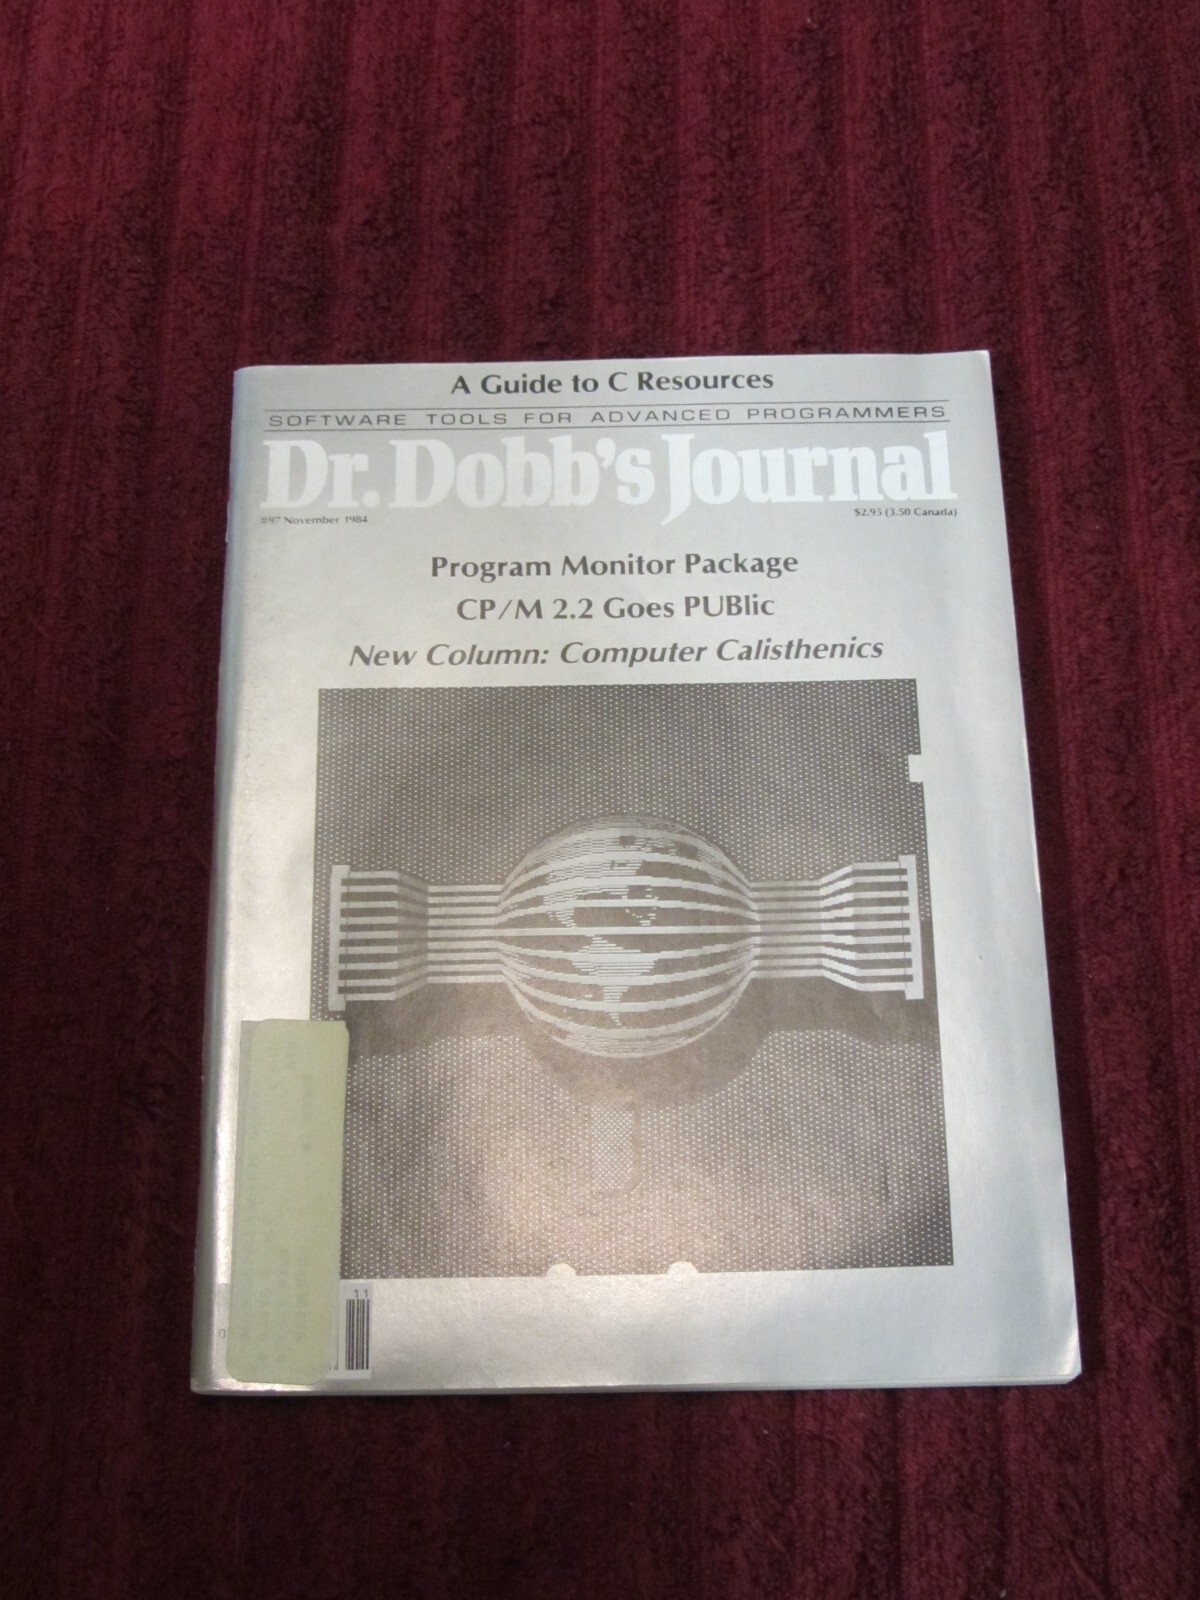 A Guide to C Resources
SOFTWARE TOOLS FOR ADVANCED PROGRAMMERS
Dr. Dobb's Journal
#97 November 1984
$2.95 (3.50 Canada)
Program Monitor Package
CP/M 2.2 Goes PUBlic
New Column: Computer Calisthenics
11
0